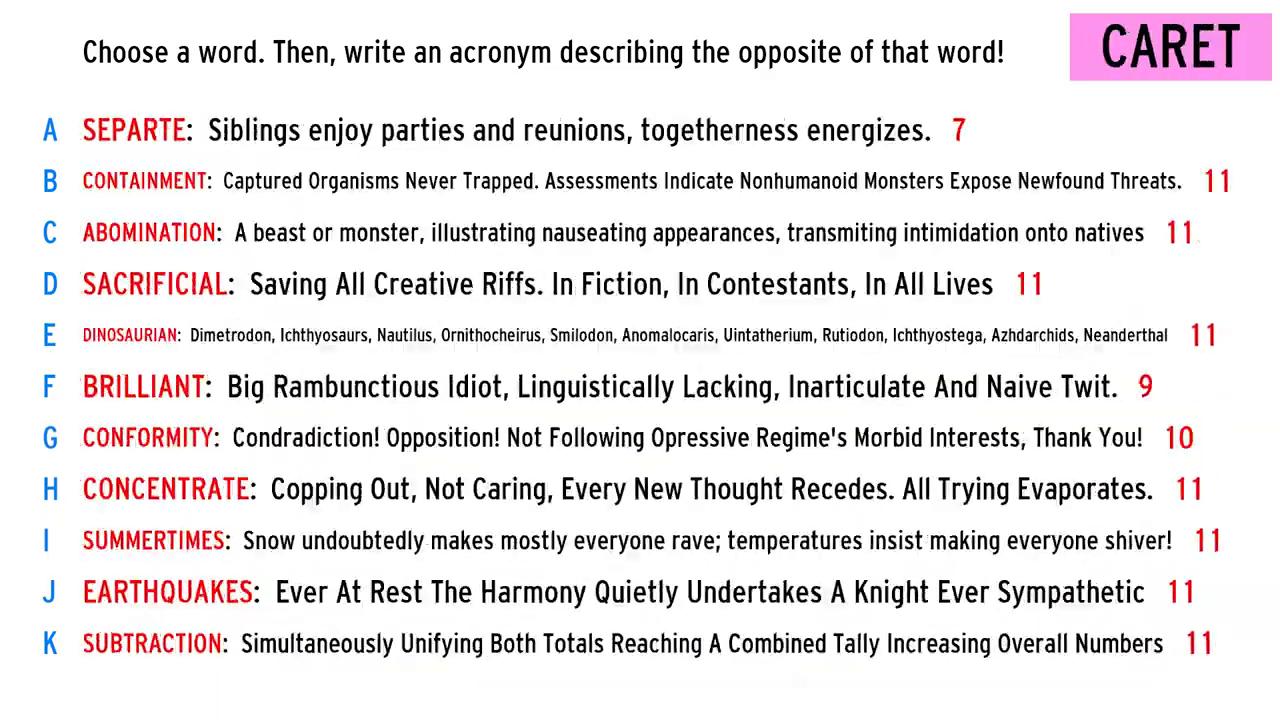 Choose a word. Then, write an acronym describing the opposite of that word!
CARET
A SEPARTE: Siblings enjoy parties and reunions, togetherness energizes. 7
B CONTAINMENT: Captured Organisms Never Trapped. Assessments Indicate Nonhumanoid Monsters Expose Newfound Threats. 11
C ABOMINATION: A beast or monster, illustrating nauseating appearances, transmiting intimidation onto natives 11
D SACRIFICIAL: Saving All Creative Riffs. In Fiction, In Contestants, In All Lives 11
E DINOSAURIAN: Dimetrodon, Ichthyosaurs, Nautilus, Ornithocheirus, Smilodon, Anomalocaris, Uintatherium, Rutiodon, Ichthyostega, Azhdarchids, Neanderthal 11
F BRILLIANT: Big Rambunctious Idiot, Linguistically Lacking, Inarticulate And Naive Twit. 9
G CONFORMITY: Condradiction! Opposition! Not Following Opressive Regime's Morbid Interests, Thank You! 10
H CONCENTRATE: Copping Out, Not Caring, Every New Thought Recedes. All Trying Evaporates. 11
I SUMMERTIMES: Snow undoubtedly makes mostly everyone rave; temperatures insist making everyone shiver! 11
J EARTHQUAKES: Ever At Rest The Harmony Quietly Undertakes A Knight Ever Sympathetic 11
K SUBTRACTION: Simultaneously Unifying Both Totals Reaching A Combined Tally Increasing Overall Numbers 11